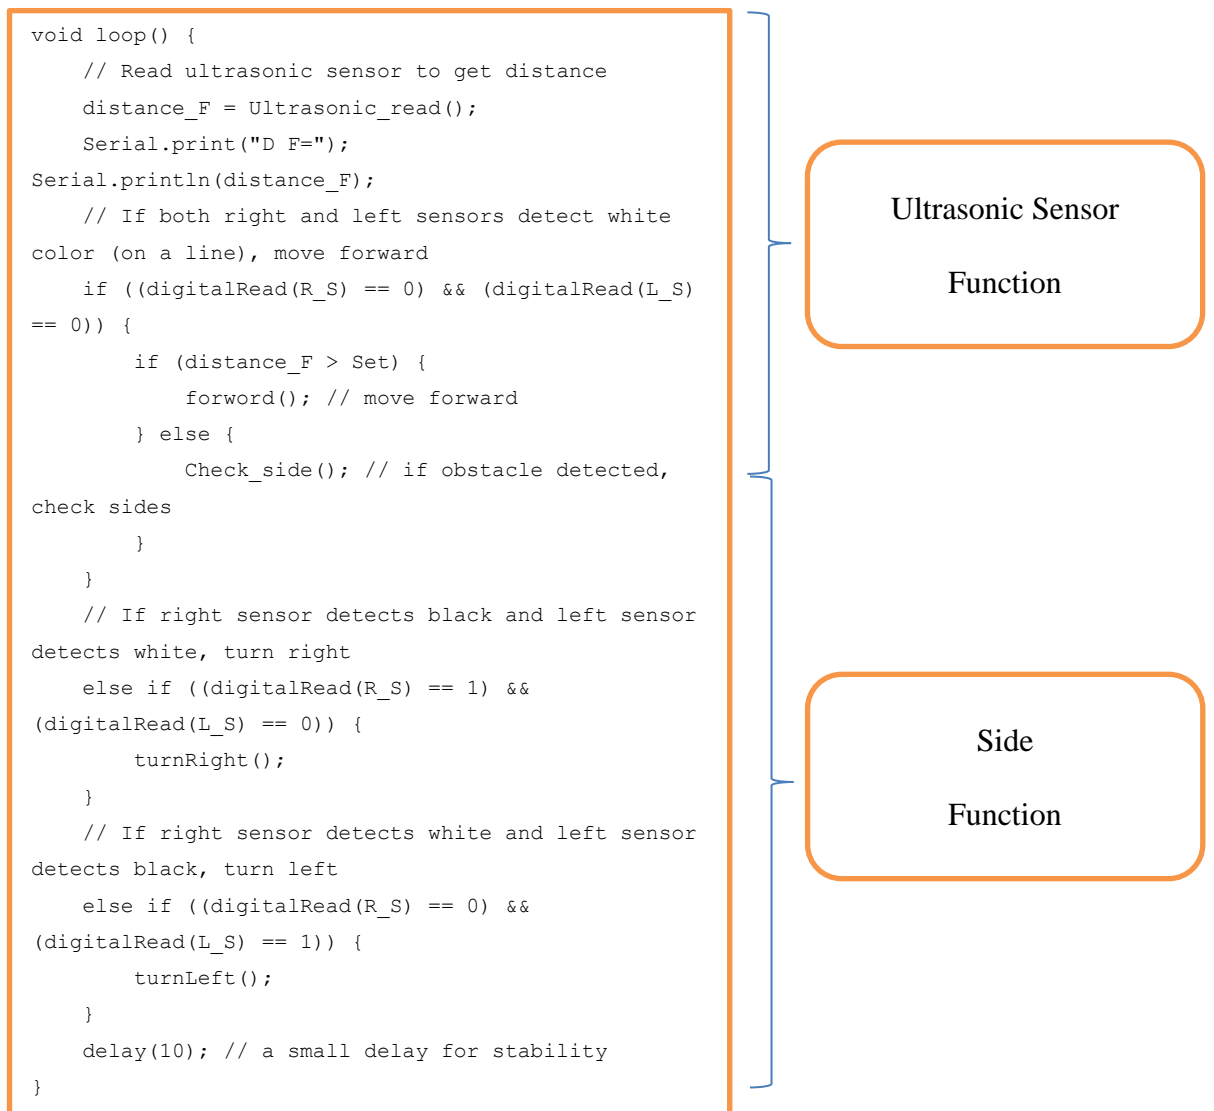 void loop() {
    // Read ultrasonic sensor to get distance
    distance_F = Ultrasonic_read();
    Serial.print("D F=");
Serial.println(distance_F);
    // If both right and left sensors detect white
color (on a line), move forward
    if ((digitalRead(R_S) == 0) && (digitalRead(L_S)
== 0)) {
        if (distance_F > Set) {
            forword(); // move forward
        } else {
            Check_side(); // if obstacle detected,
check sides
        }
    }
    // If right sensor detects black and left sensor
detects white, turn right
    else if ((digitalRead(R_S) == 1) &&
(digitalRead(L_S) == 0)) {
        turnRight();
    }
    // If right sensor detects white and left sensor
detects black, turn left
    else if ((digitalRead(R_S) == 0) &&
(digitalRead(L_S) == 1)) {
        turnLeft();
    }
    delay(10); // a small delay for stability
}
Ultrasonic Sensor
Function
Side
Function